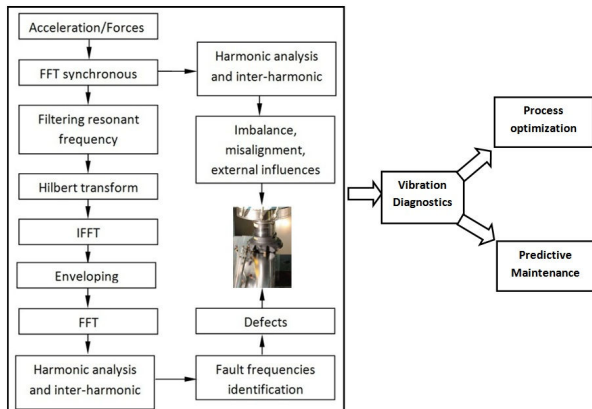 Acceleration/Forces
FFT synchronous
Filtering resonant
frequency
Hilbert transform
IFFT
Enveloping
FFT
Harmonic analysis
and inter-harmonic
Harmonic analysis
and inter-harmonic
Imbalance,
misalignment,
external influences
Defects
Fault frequencies
identification
Vibration
Diagnostics
Process
optimization
Predictive
Maintenance